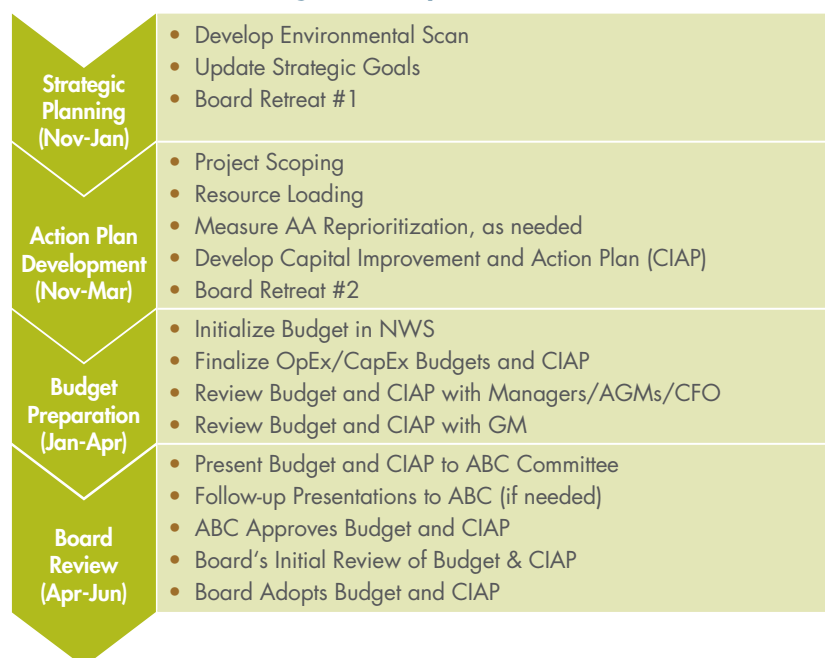 Strategic
Planning
(Nov-Jan)
• Develop Environmental Scan
• Update Strategic Goals
• Board Retreat #1
Action Plan
Development
(Nov-Mar)
• Project Scoping
• Resource Loading
• Measure AA Reprioritization, as needed
• Develop Capital Improvement and Action Plan (CIAP)
• Board Retreat #2
Budget
Preparation
(Jan-Apr)
• Initialize Budget in NWS
• Finalize OpEx/CapEx Budgets and CIAP
• Review Budget and CIAP with Managers/AGMs/CFO
• Review Budget and CIAP with GM
Board
Review
(Apr-Jun)
• Present Budget and CIAP to ABC Committee
• Follow-up Presentations to ABC (if needed)
• ABC Approves Budget and CIAP
• Board's Initial Review of Budget & CIAP
• Board Adopts Budget and CIAP